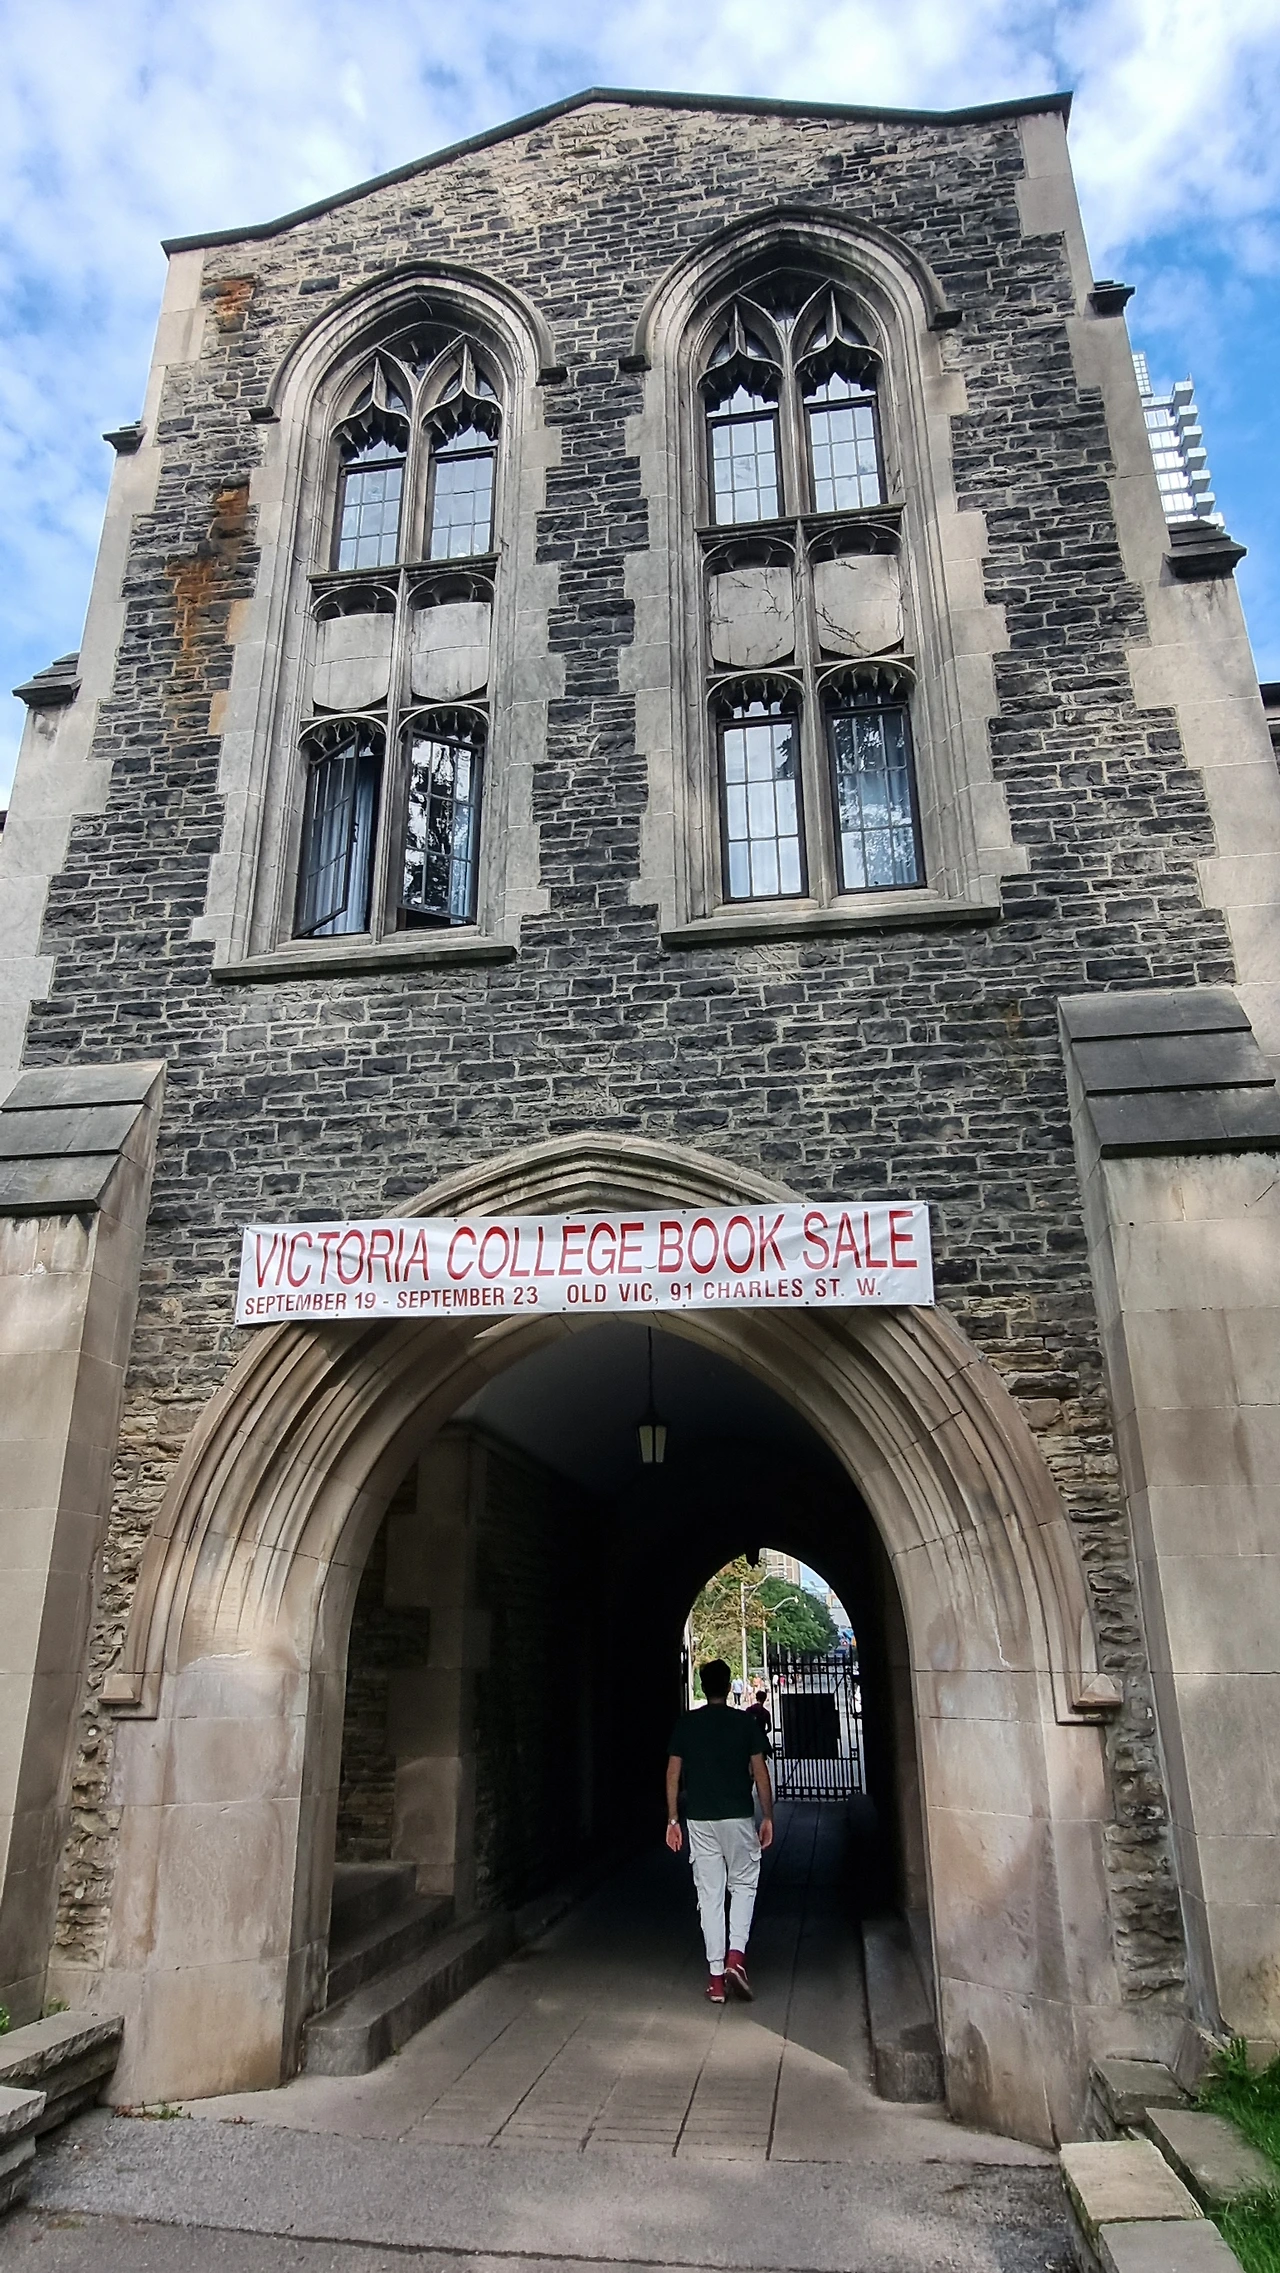 VICTORIA COLLEGE BOOK SALE
SEPTEMBER 19 - SEPTEMBER 23 OLD VIC, 91 CHARLES ST. W.